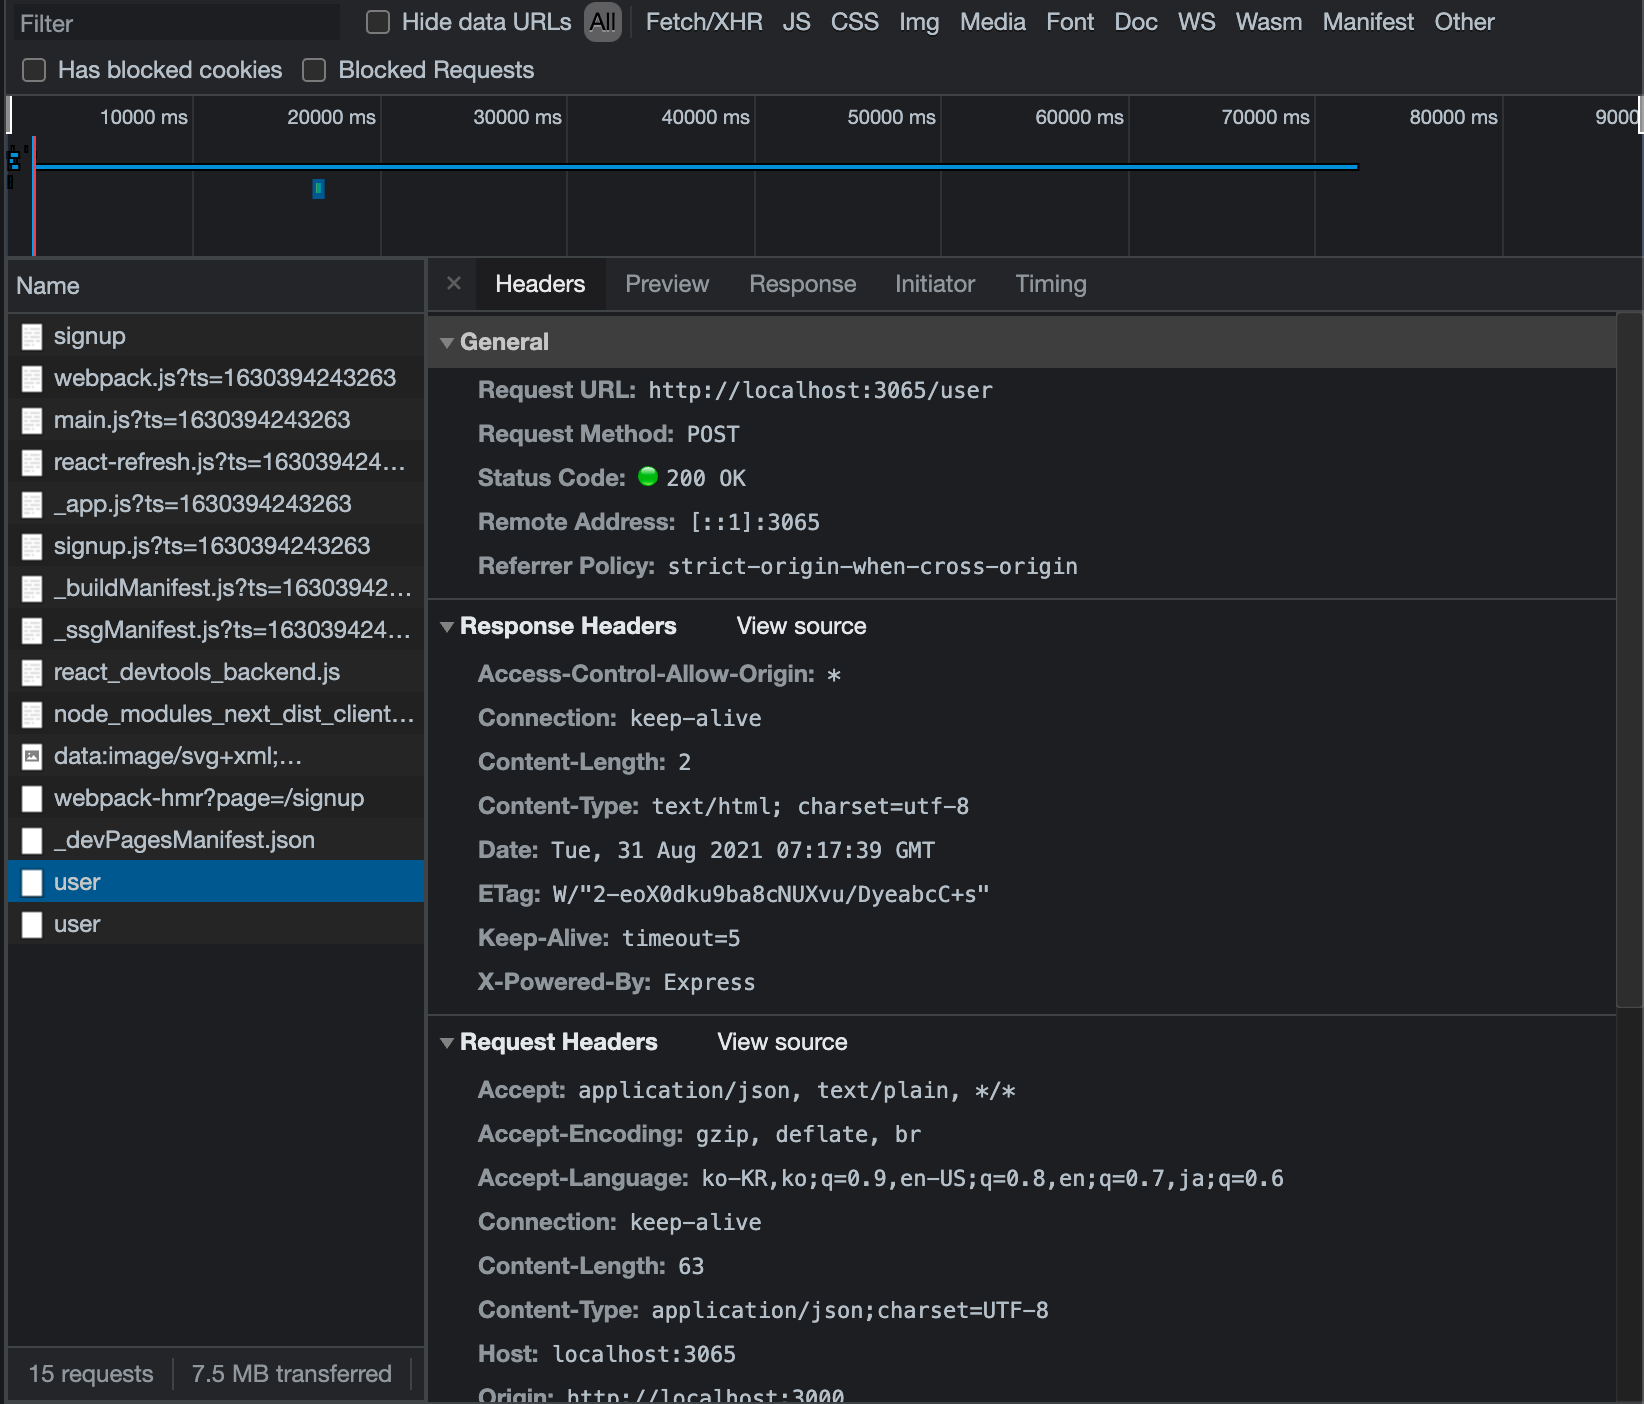 Filter
Hide data URLs All Fetch/XHR JS CSS Img Media Font Doc WS Wasm Manifest Other
Has blocked cookies Blocked Requests
10000 ms 20000 ms 30000 ms 40000 ms 50000 ms 60000 ms 70000 ms 80000 ms 9000
Name
signup
webpack.js?ts=1630394243263
main.js?ts=1630394243263
react-refresh.js?ts=163039424…
_app.js?ts=1630394243263
signup.js?ts=1630394243263
_buildManifest.js?ts=16303942…
_ssgManifest.js?ts=163039424…
react_devtools_backend.js
node_modules_next_dist_client…
data:image/svg+xml;…
webpack-hmr?page=/signup
_devPagesManifest.json
user
user
15 requests 7.5 MB transferred
× Headers Preview Response Initiator Timing
General
Request URL: http://localhost:3065/user
Request Method: POST
Status Code: 200 OK
Remote Address: [::1]:3065
Referrer Policy: strict-origin-when-cross-origin
Response Headers View source
Access-Control-Allow-Origin: *
Connection: keep-alive
Content-Length: 2
Content-Type: text/html; charset=utf-8
Date: Tue, 31 Aug 2021 07:17:39 GMT
ETag: W/"2-eoX0dku9ba8cNUXvu/DyeabcC+s"
Keep-Alive: timeout=5
X-Powered-By: Express
Request Headers View source
Accept: application/json, text/plain, */*
Accept-Encoding: gzip, deflate, br
Accept-Language: ko-KR,ko;q=0.9,en-US;q=0.8,en;q=0.7,ja;q=0.6
Connection: keep-alive
Content-Length: 63
Content-Type: application/json;charset=UTF-8
Host: localhost:3065
Origin: http://localhost:3000